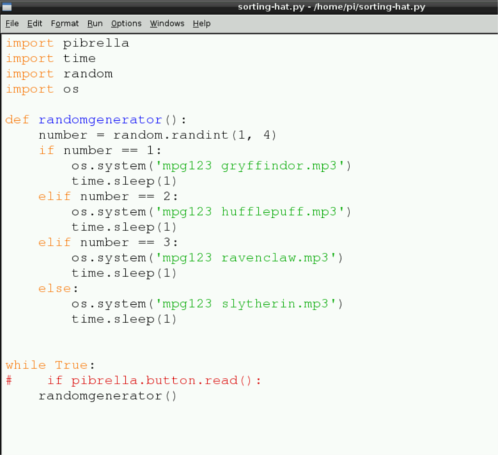 sorting-hat.py - /home/pi/sorting-hat.py
File Edit Format Run Options Windows Help
import pibrella
import time
import random
import os
def randomgenerator():
    number = random.randint(1, 4)
    if number == 1:
        os.system('mpg123 gryffindor.mp3')
        time.sleep(1)
    elif number == 2:
        os.system('mpg123 hufflepuff.mp3')
        time.sleep(1)
    elif number == 3:
        os.system('mpg123 ravenclaw.mp3')
        time.sleep(1)
    else:
        os.system('mpg123 slytherin.mp3')
        time.sleep(1)
while True:
#    if pibrella.button.read():
    randomgenerator()